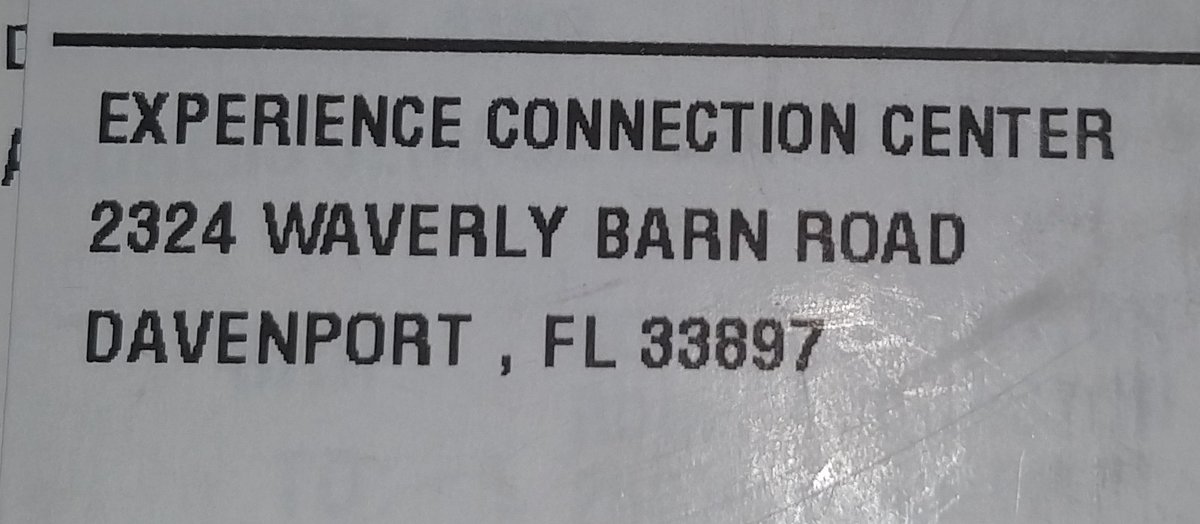 EXPERIENCE CONNECTION CENTER
2324 WAVERLY BARN ROAD
DAVENPORT , FL 33897